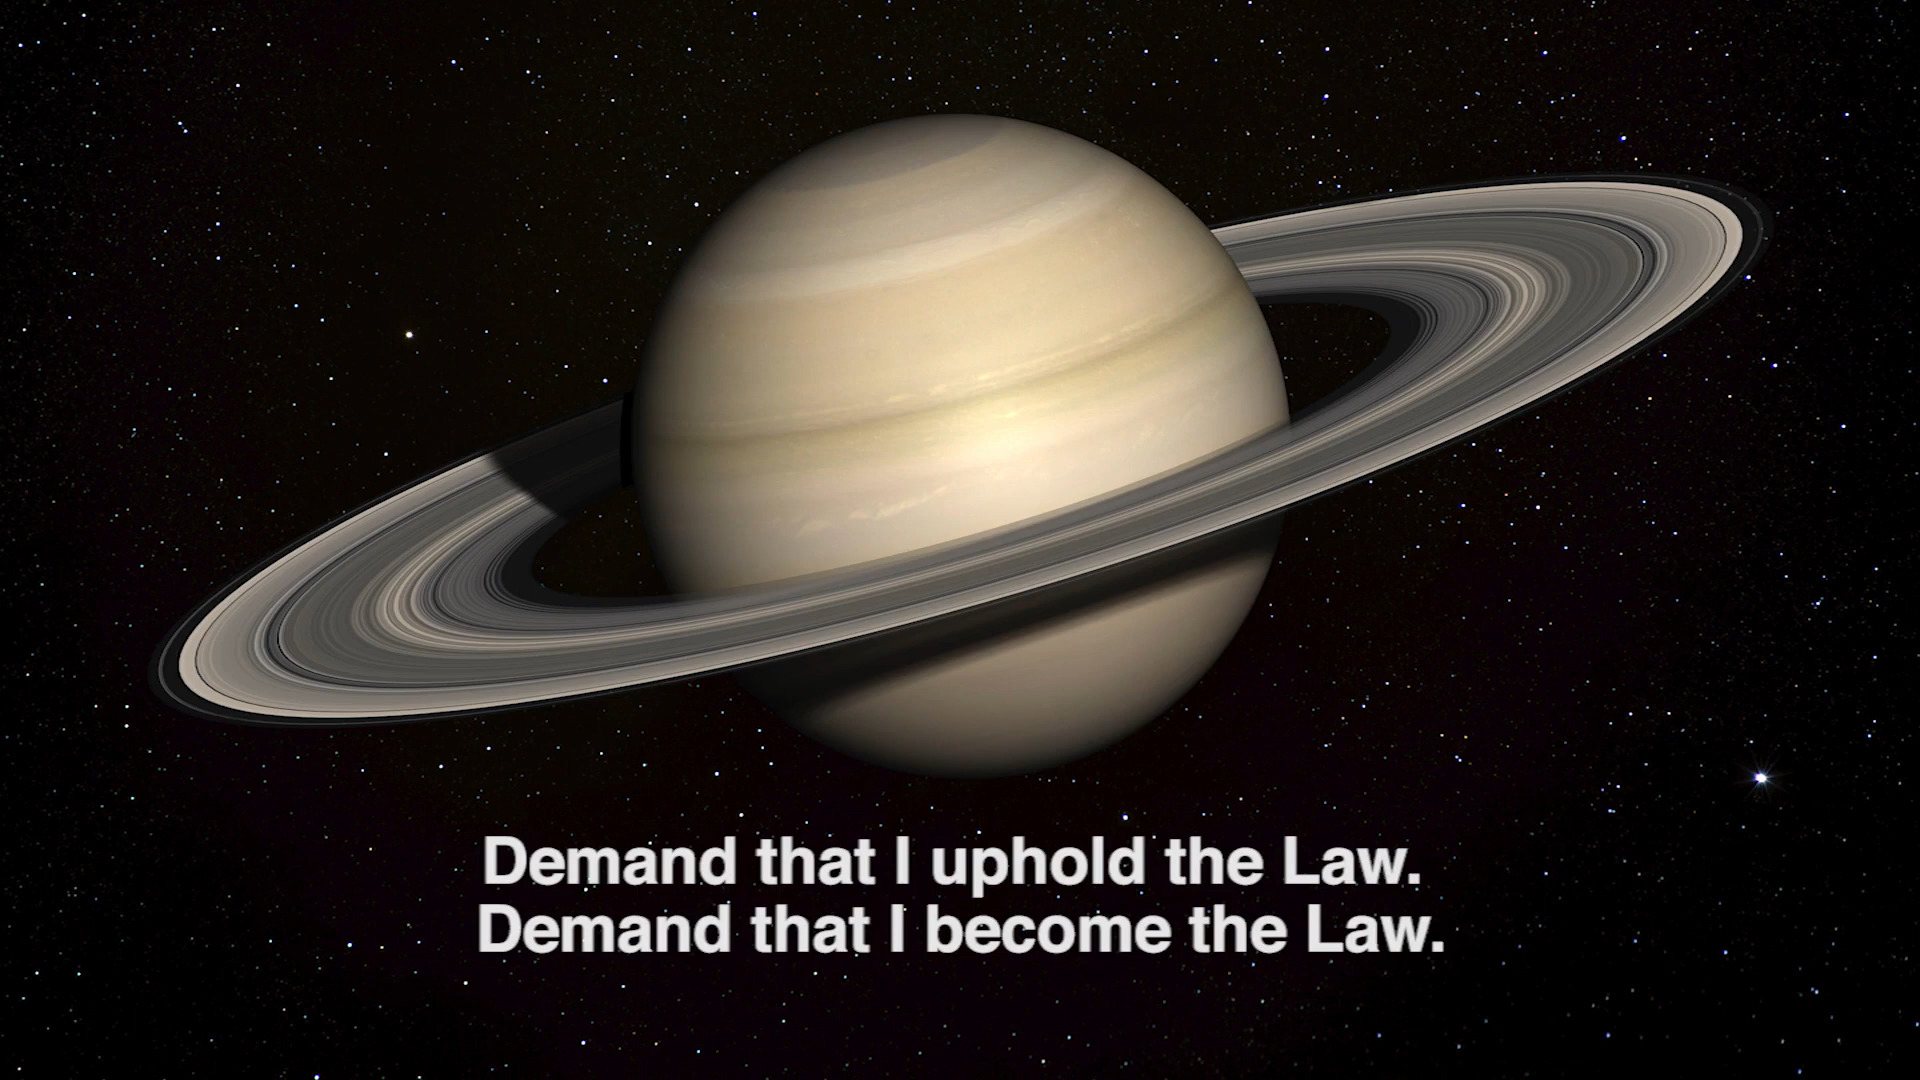 Demand that I uphold the Law.
Demand that I become the Law.